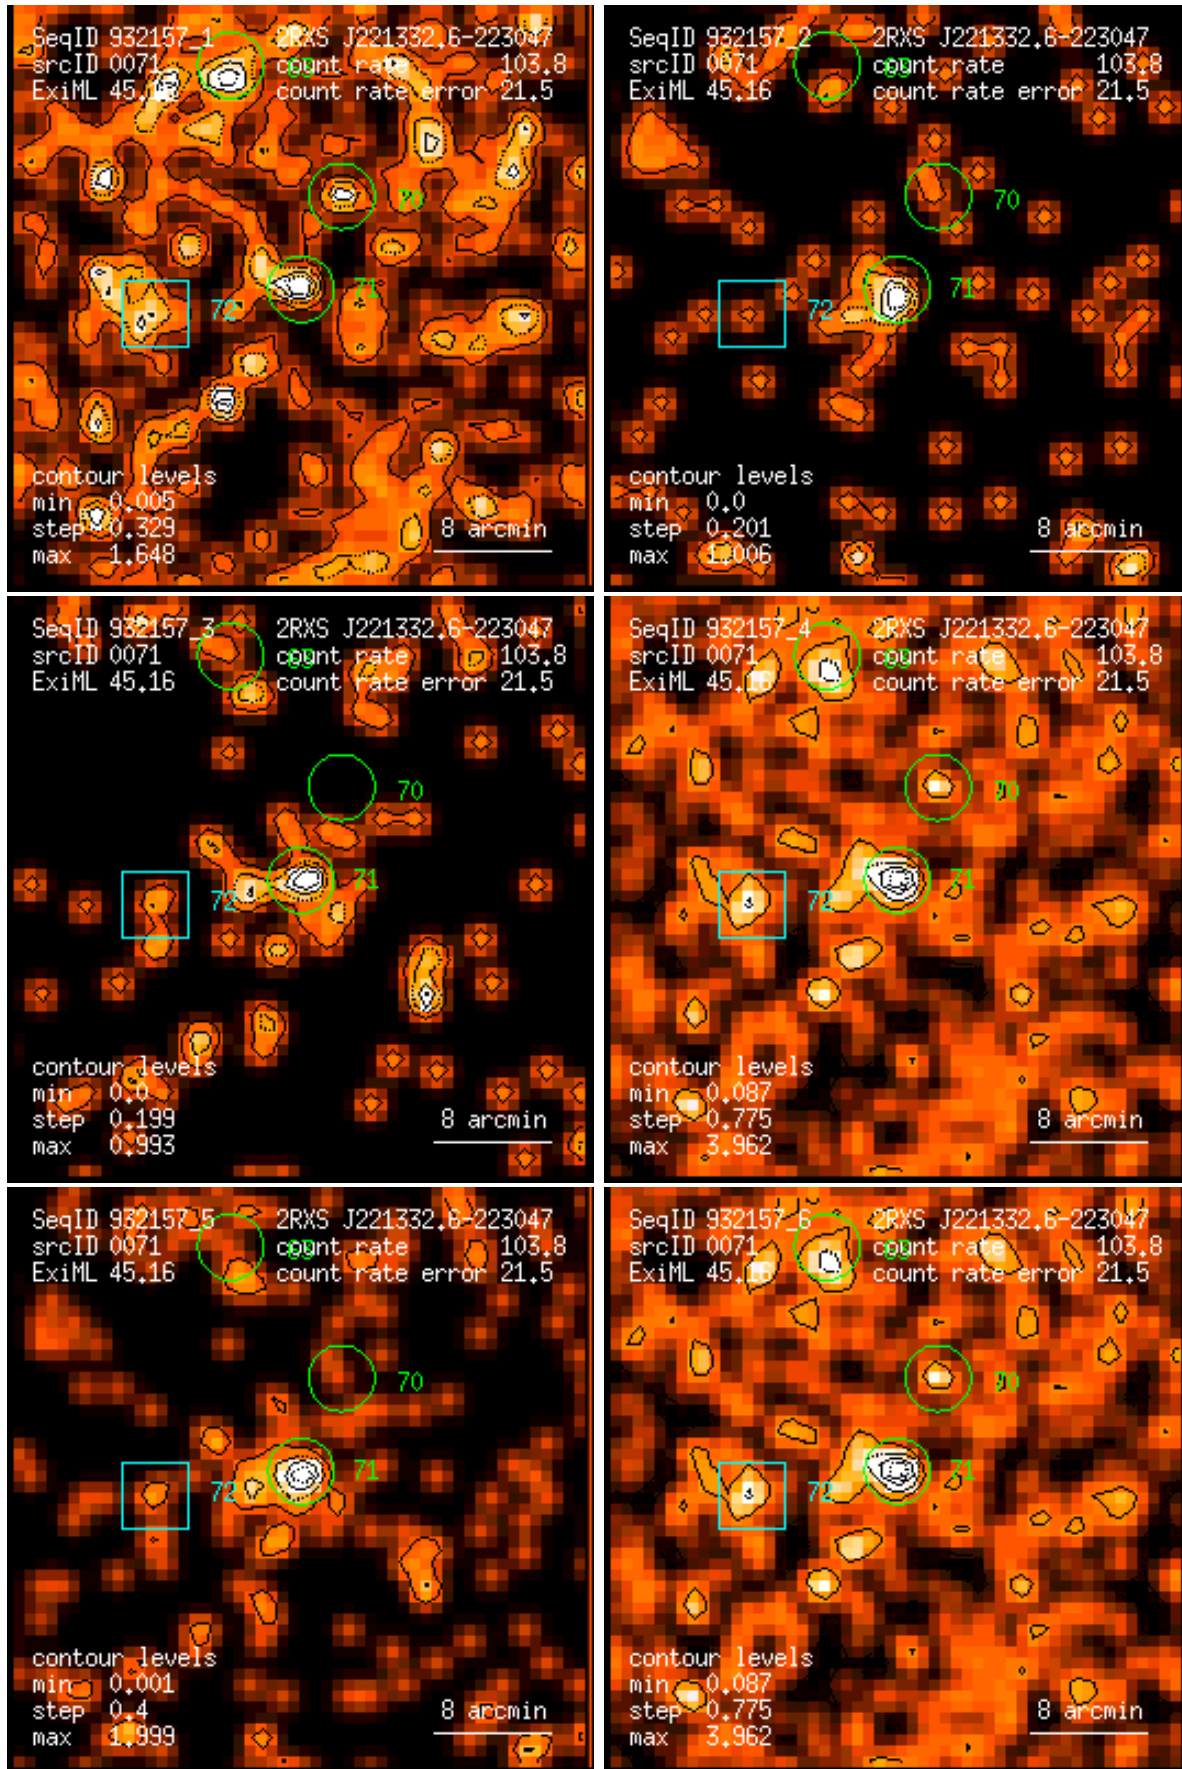 SeqID 932157_1 2RXS J221332.6-223047
srcID 0071 count rate 103.8
69
ExiML 45.16 count rate error 21.5
70
71
72
contour levels
min 0.005
step 0.329 8 arcmin
max 1.648
SeqID 932157_2 2RXS J221332.6-223047
srcID 0071 count rate 103.8
69
ExiML 45.16 count rate error 21.5
70
71
72
contour levels
min 0.0
step 0.201 8 arcmin
max 1.006
SeqID 932157_3 2RXS J221332.6-223047
srcID 0071 count rate 103.8
69
ExiML 45.16 count rate error 21.5
70
71
72
contour levels
min 0.0
step 0.199 8 arcmin
max 0.993
SeqID 932157_4 2RXS J221332.6-223047
srcID 0071 count rate 103.8
69
ExiML 45.16 count rate error 21.5
70
71
72
contour levels
min 0.087
step 0.775 8 arcmin
max 3.962
SeqID 932157_5 2RXS J221332.6-223047
srcID 0071 count rate 103.8
69
ExiML 45.16 count rate error 21.5
70
71
72
contour levels
min 0.001
step 0.4 8 arcmin
max 1.999
SeqID 932157_6 2RXS J221332.6-223047
srcID 0071 count rate 103.8
69
ExiML 45.16 count rate error 21.5
70
71
72
contour levels
min 0.087
step 0.775 8 arcmin
max 3.962